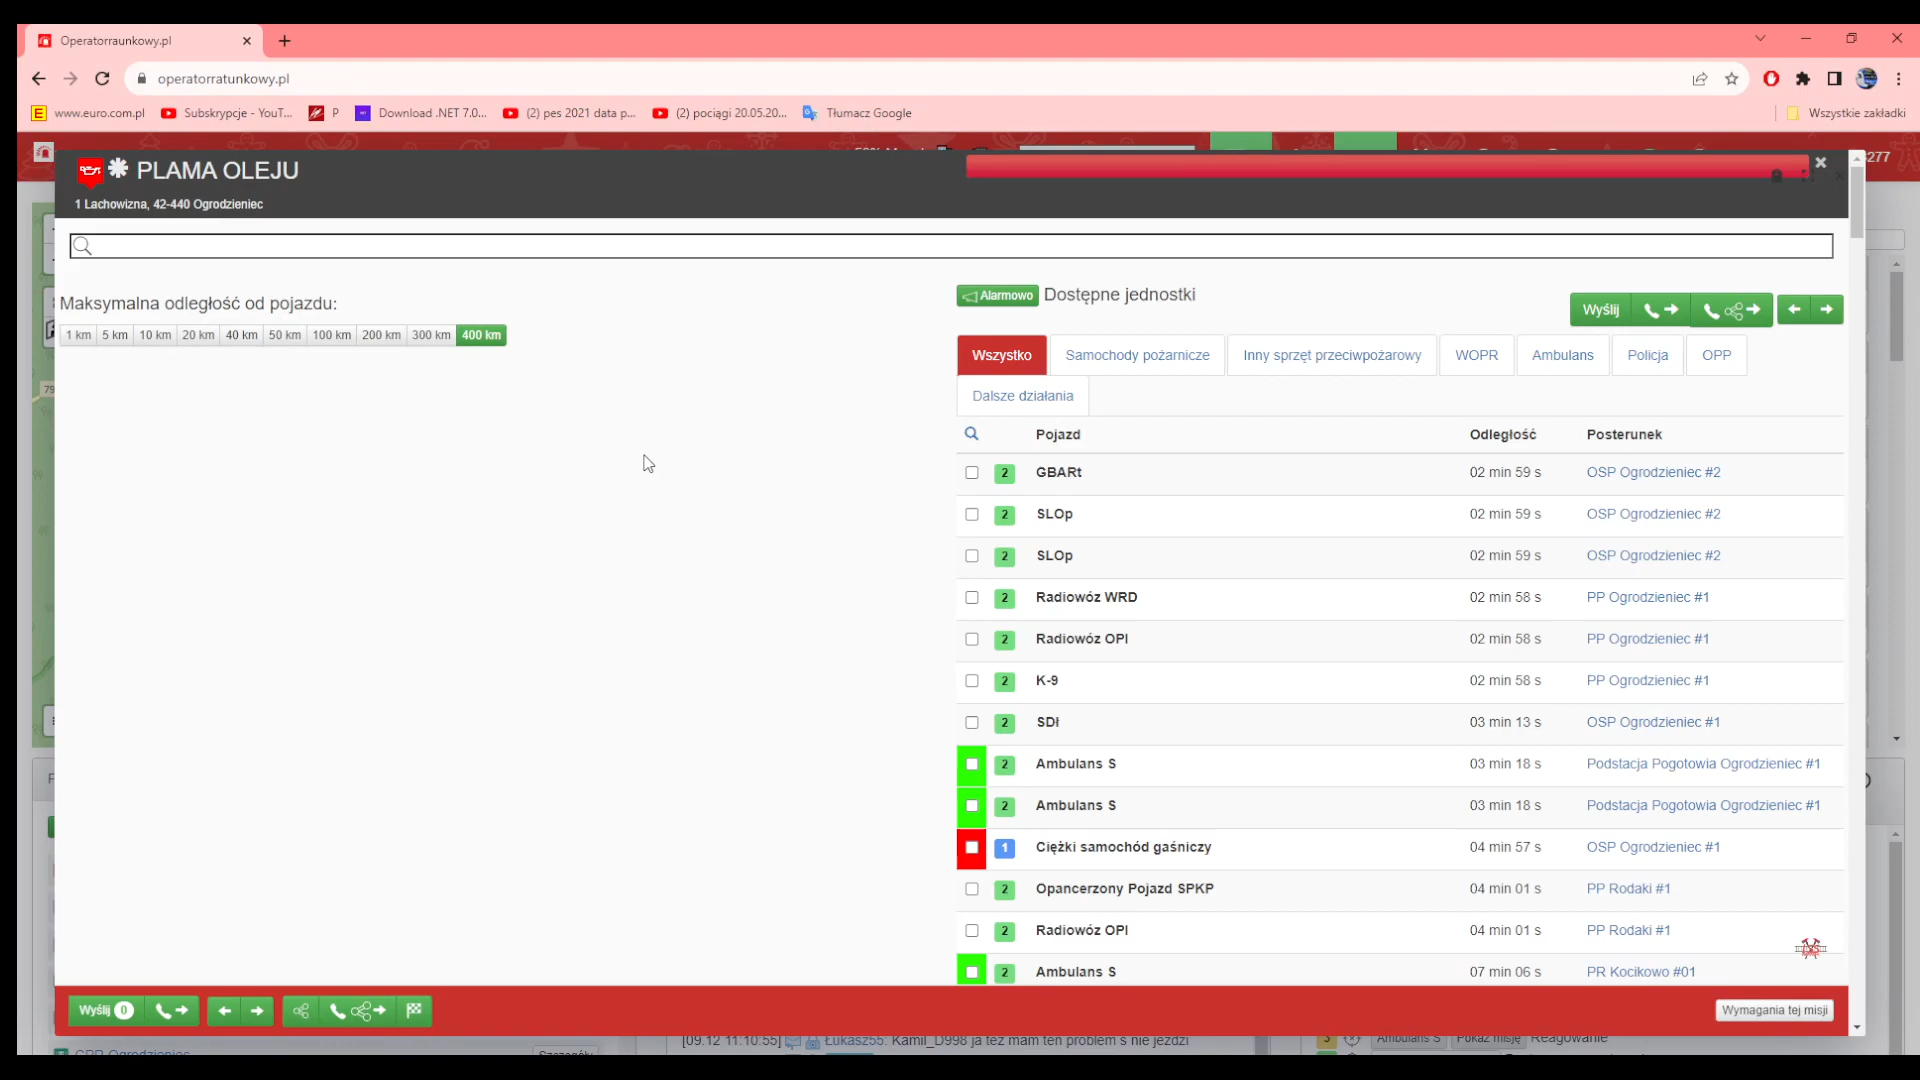 Operatorraunkowy.pl
operatorratunkowy.pl
E www.euro.com.pl Subskrypcje - YouT... P Download .NET 7.0... (2) pes 2021 data p... (2) pociągi 20.05.20... Tłumacz Google Wszystkie zakładki
277
PLAMA OLEJU
1 Lachowizna, 42-440 Ogrodzieniec
Maksymalna odległość od pojazdu:
1 km 5 km 10 km 20 km 40 km 50 km 100 km 200 km 300 km 400 km
Alarmowo Dostępne jednostki
Wyślij
Wszystko Samochody pożarnicze Inny sprzęt przeciwpożarowy WOPR Ambulans Policja OPP
Dalsze działania
Pojazd Odległość Posterunek
2 GBARt 02 min 59 s OSP Ogrodzieniec #2
2 SLOp 02 min 59 s OSP Ogrodzieniec #2
2 SLOp 02 min 59 s OSP Ogrodzieniec #2
2 Radiowóz WRD 02 min 58 s PP Ogrodzieniec #1
2 Radiowóz OPI 02 min 58 s PP Ogrodzieniec #1
2 K-9 02 min 58 s PP Ogrodzieniec #1
2 SDł 03 min 13 s OSP Ogrodzieniec #1
2 Ambulans S 03 min 18 s Podstacja Pogotowia Ogrodzieniec #1
2 Ambulans S 03 min 18 s Podstacja Pogotowia Ogrodzieniec #1
1 Ciężki samochód gaśniczy 04 min 57 s OSP Ogrodzieniec #1
2 Opancerzony Pojazd SPKP 04 min 01 s PP Rodaki #1
2 Radiowóz OPI 04 min 01 s PP Rodaki #1
2 Ambulans S 07 min 06 s PR Kocikowo #01
Wyślij 0
Wymagania tej misji
[09.12 11:10:55] Łukasz55: Kamil_D998 ja też mam ten problem s nie jeździ
3 Ambulans S Pokaż misję Reagowanie